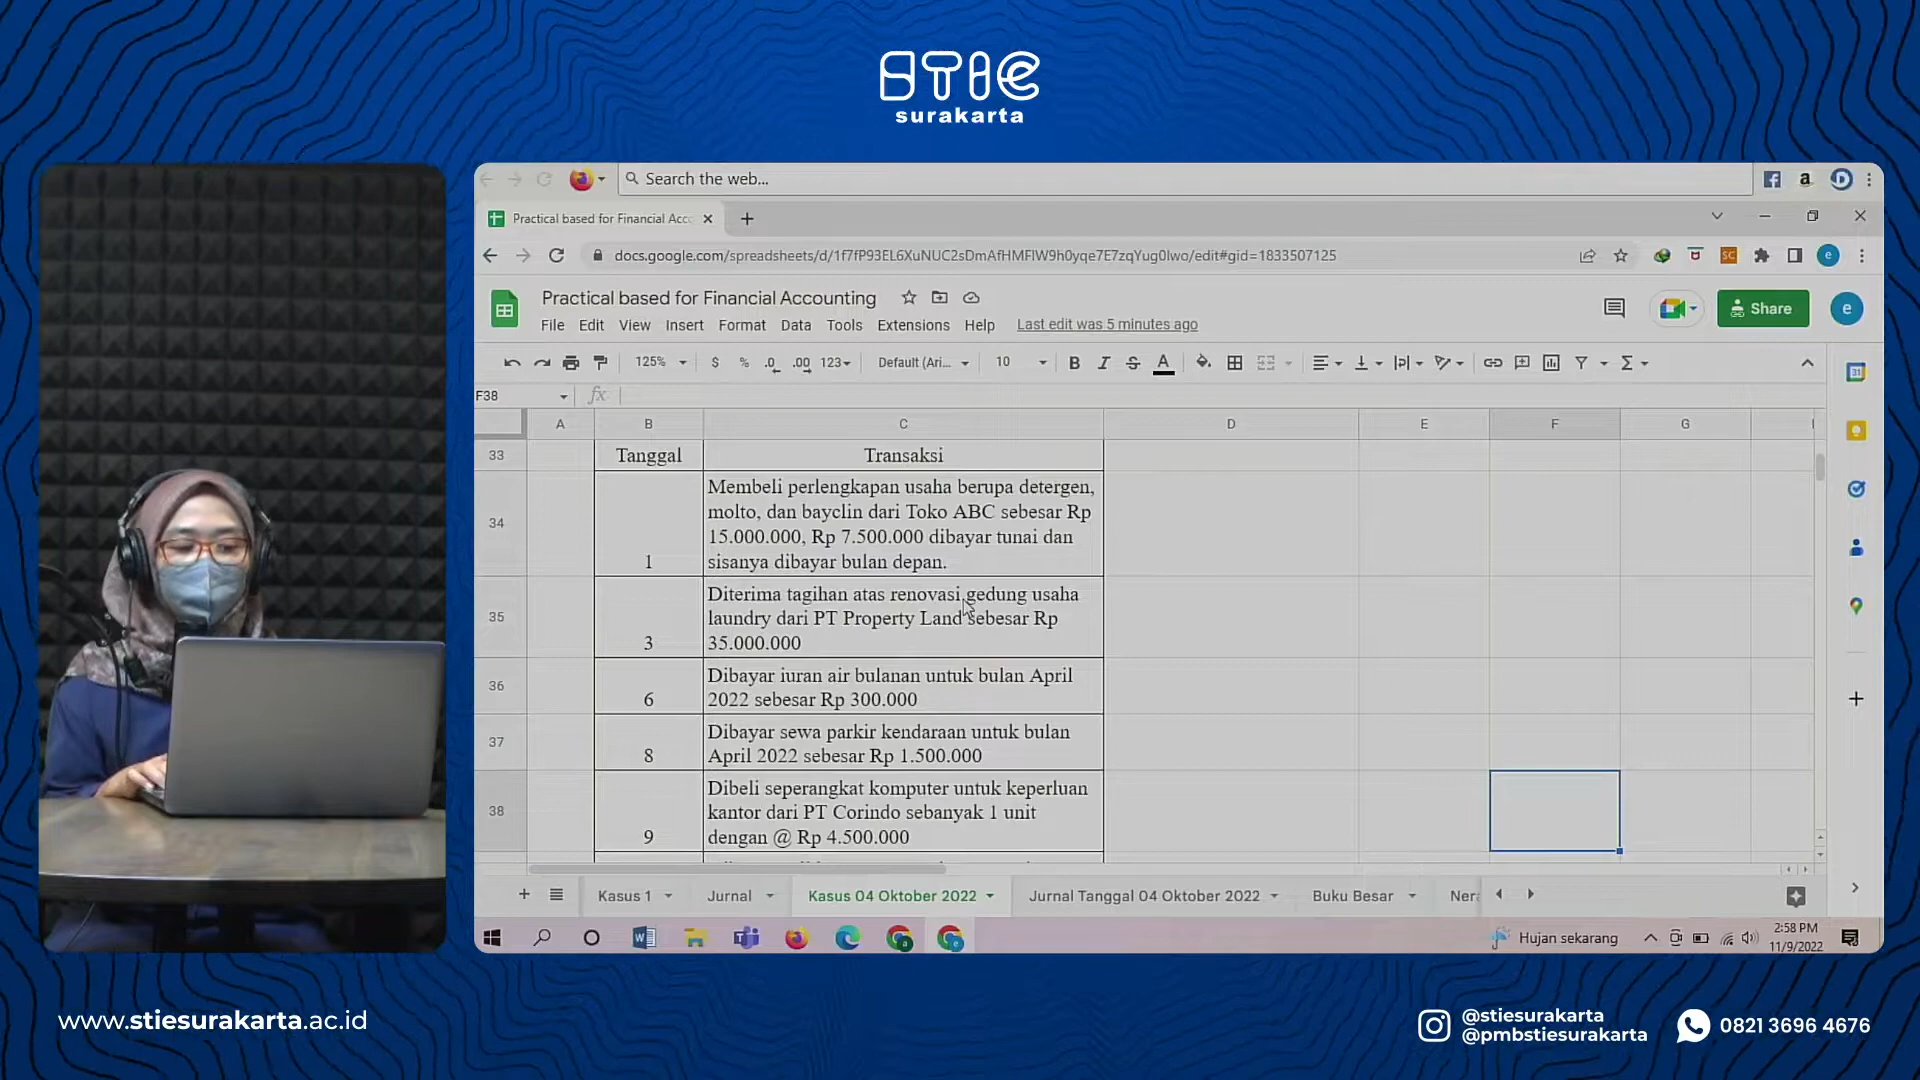 STIE
surakarta
Search the web...
Practical based for Financial Acc
docs.google.com/spreadsheets/d/1f7fP93EL6XuNUC2sDmAfHMFIW9h0yqe7E7zqYug0Iwo/edit#gid=1833507125
Practical based for Financial Accounting
File Edit View Insert Format Data Tools Extensions Help Last edit was 5 minutes ago
Share
e
125% $ % .0 .00 123 Default (Ari... 10 B I S A
F38 fx
A B C D E F G
33 Tanggal Transaksi
34 1 Membeli perlengkapan usaha berupa detergen,
molto, dan bayclin dari Toko ABC sebesar Rp
15.000.000, Rp 7.500.000 dibayar tunai dan
sisanya dibayar bulan depan.
35 3 Diterima tagihan atas renovasi gedung usaha
laundry dari PT Property Land sebesar Rp
35.000.000
36 6 Dibayar iuran air bulanan untuk bulan April
2022 sebesar Rp 300.000
37 8 Dibayar sewa parkir kendaraan untuk bulan
April 2022 sebesar Rp 1.500.000
38 9 Dibeli seperangkat komputer untuk keperluan
kantor dari PT Corindo sebanyak 1 unit
dengan @ Rp 4.500.000
Kasus 1 Jurnal Kasus 04 Oktober 2022 Jurnal Tanggal 04 Oktober 2022 Buku Besar Ner
Hujan sekarang
2:58 PM
11/9/2022
www.stiesurakarta.ac.id
@stiesurakarta
@pmbstiesurakarta
0821 3696 4676